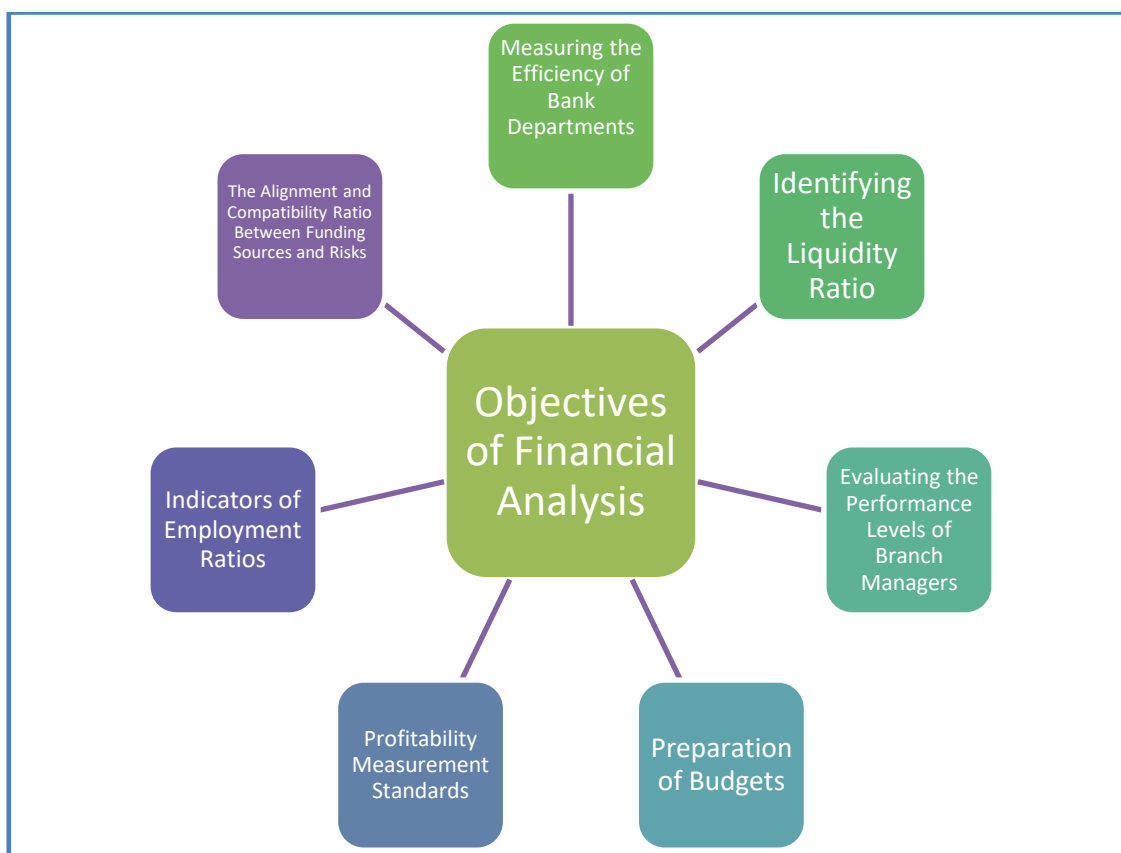 Measuring the
Efficiency of
Bank
Departments
Identifying
the
Liquidity
Ratio
Evaluating the
Performance
Levels of
Branch
Managers
Preparation
of Budgets
Profitability
Measurement
Standards
Indicators of
Employment
Ratios
The Alignment and
Compatibility Ratio
Between Funding
Sources and Risks
Objectives
of Financial
Analysis